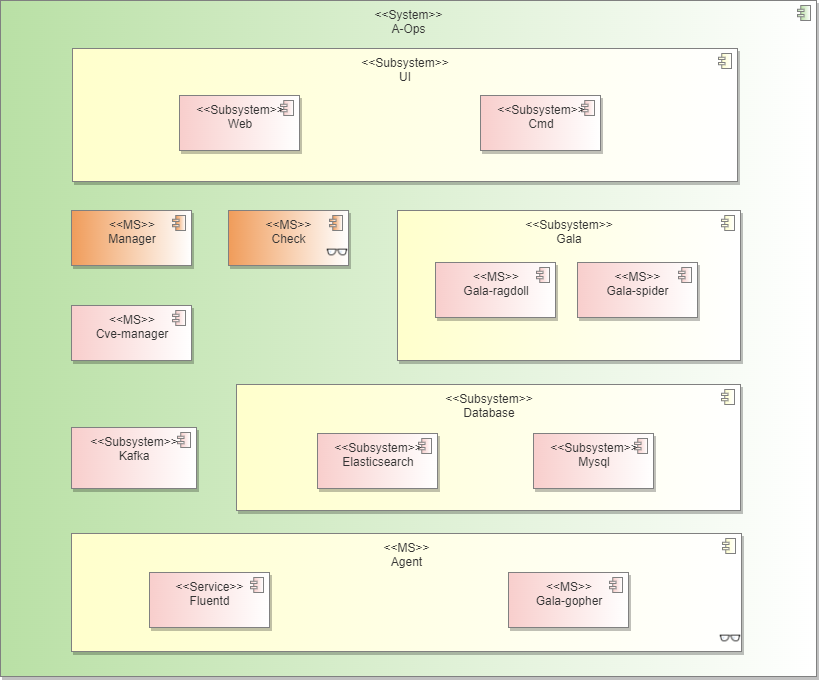 <<System>>
A-Ops
<<Subsystem>>
UI
<<Subsystem>>
Web
<<Subsystem>>
Cmd
<<MS>>
Manager
<<MS>>
Check
<<Subsystem>>
Gala
<<MS>>
Gala-ragdoll
<<MS>>
Gala-spider
<<MS>>
Cve-manager
<<Subsystem>>
Database
<<Subsystem>>
Kafka
<<Subsystem>>
Elasticsearch
<<Subsystem>>
Mysql
<<MS>>
Agent
<<Service>>
Fluentd
<<MS>>
Gala-gopher